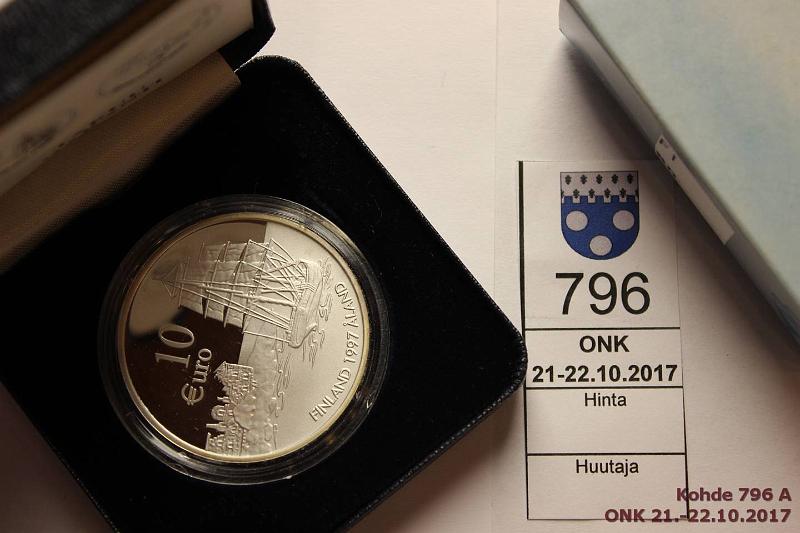 10
€uro
FINLAND 1997 ÅLAND
796
ONK
21-22.10.2017
Hinta
Huutaja
Kohde 796 A
ONK 21.-22.10.2017